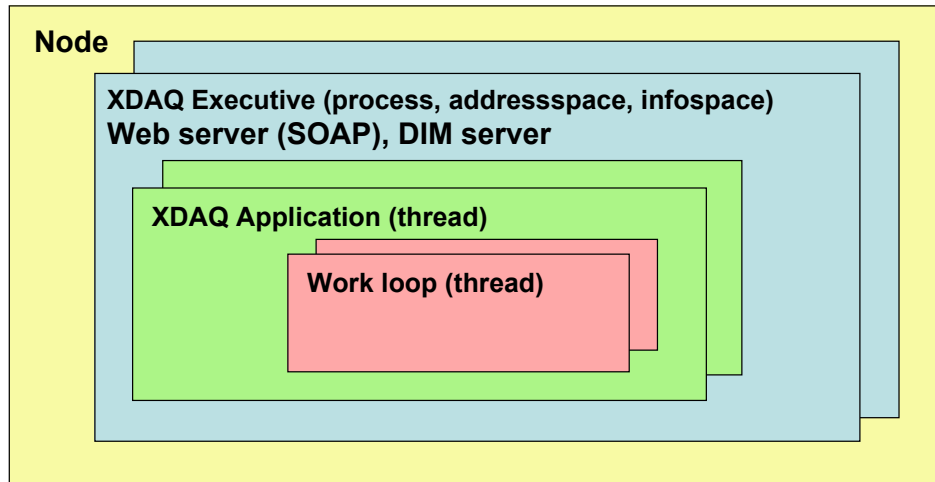 Node
XDAQ Executive (process, addressspace, infospace)
Web server (SOAP), DIM server
XDAQ Application (thread)
Work loop (thread)